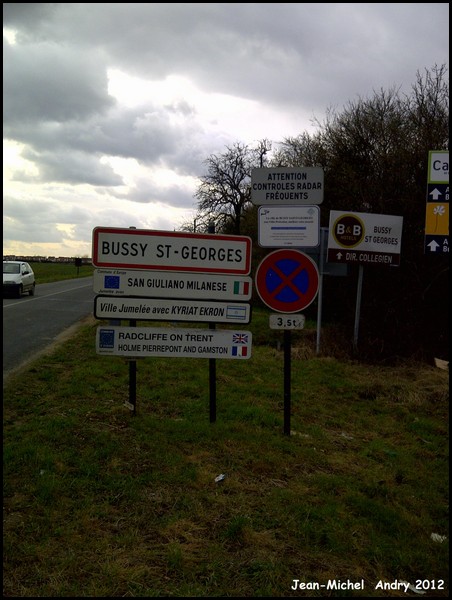 ATTENTION
CONTROLES RADAR
FRÉQUENTS
BUSSY ST-GEORGES
SAN GIULIANO MILANESE
Ville Jumelée avec KYRIAT EKRON
RADCLIFFE ON TRENT
HOLME PIERREPONT AND GAMSTON
3,5t
B&B
HOTELS
BUSSY
ST GEORGES
DIR. COLLEGIEN
Ca
Jean-Michel Andry 2012